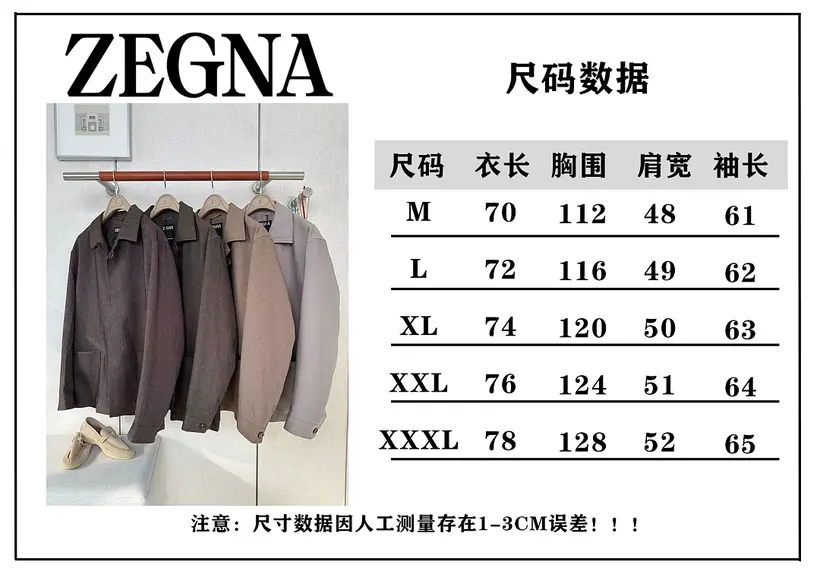 ZEGNA
尺码数据
尺码 衣长 胸围 肩宽 袖长
M 70 112 48 61
L 72 116 49 62
XL 74 120 50 63
XXL 76 124 51 64
XXXL 78 128 52 65
注意：尺寸数据因人工测量存在1-3CM误差！！！